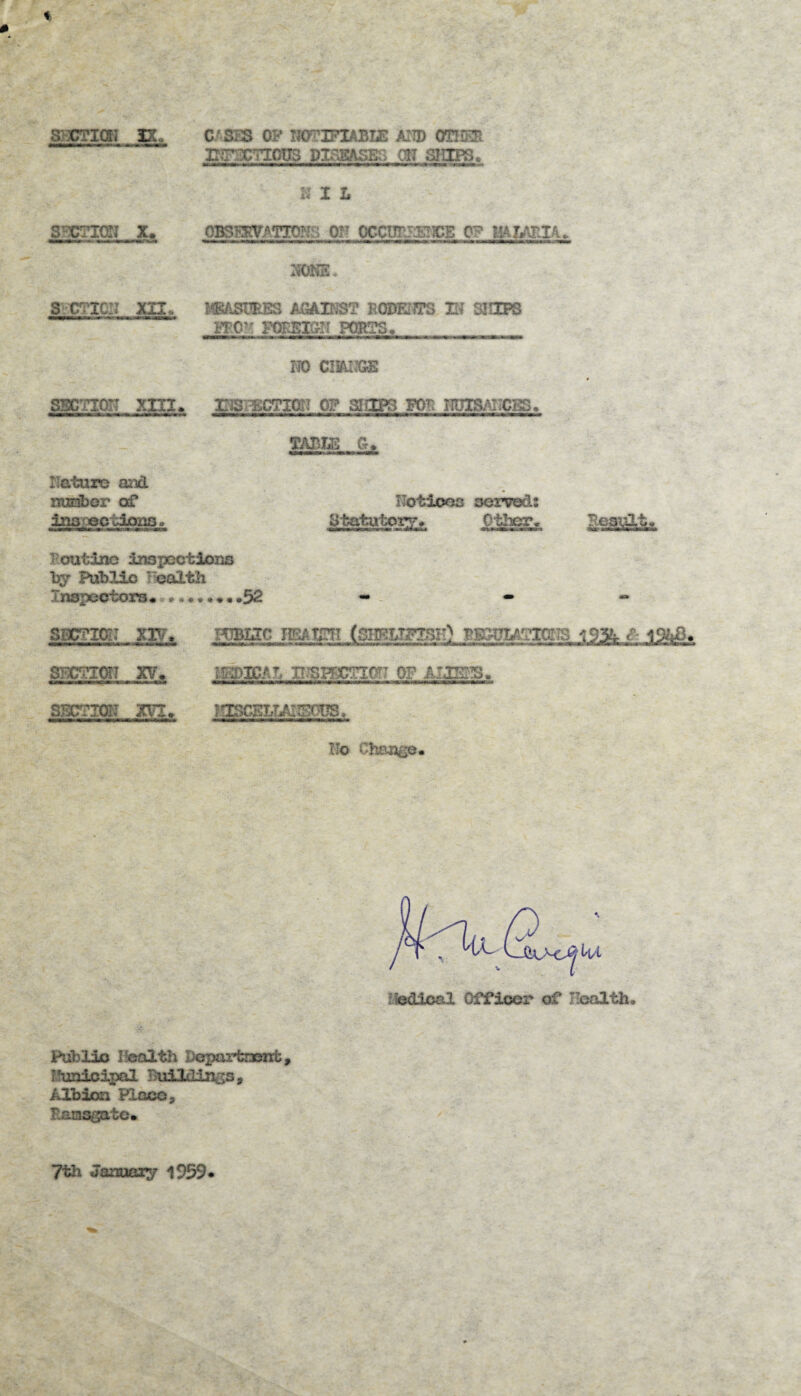 SECTION IX. CASES OF NOTIFIABLE AND OTHER
INFECTIOUS DISEASES ON SHIPS.
N I L
SECTION X. OBSERVATIONS ON OCCURRENCE OF MALARIA.
NONE.
SECTION XII. MEASURES AGAINST RODENTS IN SHIPS
FROM FOREIGN PORTS.
NO CHANGE
SECTION XIII. INSPECTION OF SHIPS FOR NUISANCES.
TABLE G.
Nature and
number of Notices served:
inspections. Statutory. Other. Result.
Routine inspections
by Public Health
Inspectors.........52 - - -
SECTION XIV. PUBLIC HEALTH (SHELLFISH) REGULATIONS 1934 & 1948.
SECTION XV. MEDICAL INSPECTION OF ALIENS.
SECTION XVI. MISCELLANEOUS.
No Change.
Medical Officer of Health.
Public Health Department,
Municipal Buildings,
Albion Place,
Ramsgate.
7th January 1959.